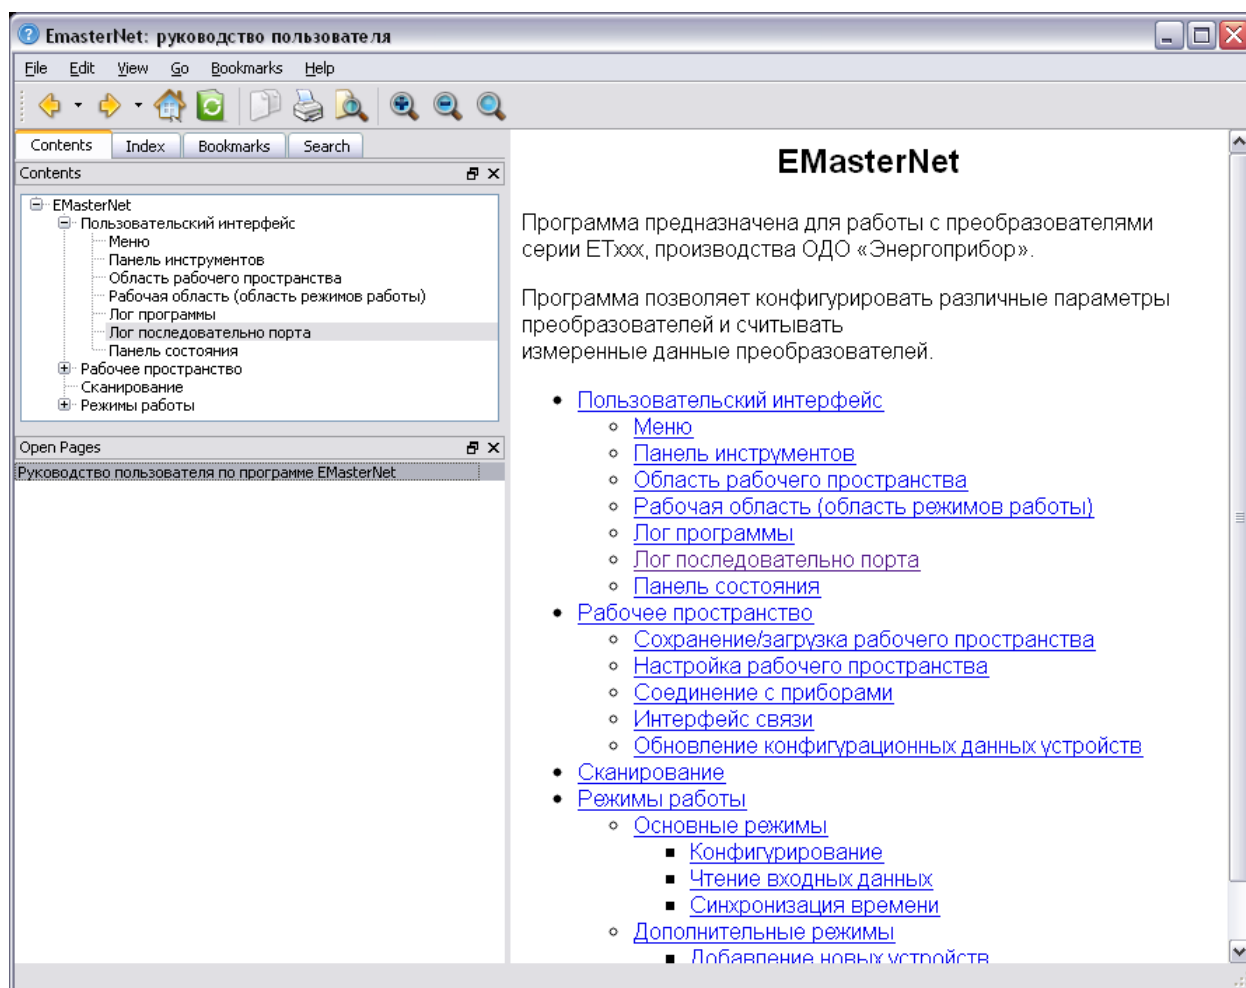 EmasterNet: руководство пользователя
File Edit View Go Bookmarks Help
Contents Index Bookmarks Search
Contents
EMasterNet
Пользовательский интерфейс
Меню
Панель инструментов
Область рабочего пространства
Рабочая область (область режимов работы)
Лог программы
Лог последовательно порта
Панель состояния
Рабочее пространство
Сканирование
Режимы работы
Open Pages
Руководство пользователя по программе EMasterNet
EMasterNet
Программа предназначена для работы с преобразователями
серии ETxxx, производства ОДО «Энергоприбор».
Программа позволяет конфигурировать различные параметры
преобразователей и считывать
измеренные данные преобразователей.
Пользовательский интерфейс
Меню
Панель инструментов
Область рабочего пространства
Рабочая область (область режимов работы)
Лог программы
Лог последовательно порта
Панель состояния
Рабочее пространство
Сохранение/загрузка рабочего пространства
Настройка рабочего пространства
Соединение с приборами
Интерфейс связи
Обновление конфигурационных данных устройств
Сканирование
Режимы работы
Основные режимы
Конфигурирование
Чтение входных данных
Синхронизация времени
Дополнительные режимы
Добавление новых устройств